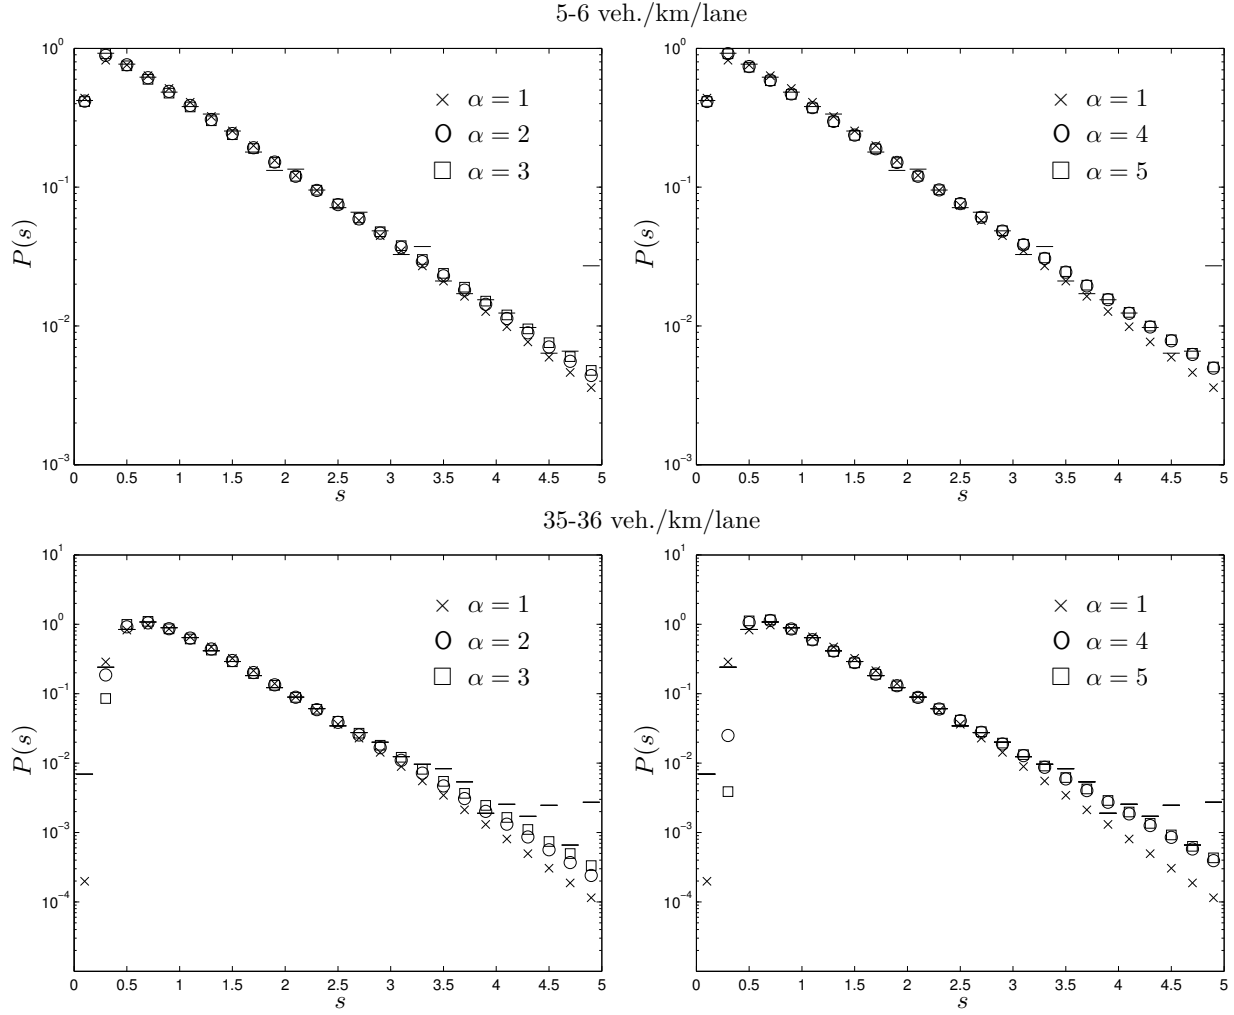 5-6 veh./km/lane
P(s)
10^0
10^-1
10^-2
10^-3
0 0.5 1 1.5 2 2.5 3 3.5 4 4.5 5
s
× α = 1
○ α = 2
□ α = 3
P(s)
10^0
10^-1
10^-2
10^-3
0 0.5 1 1.5 2 2.5 3 3.5 4 4.5 5
s
× α = 1
○ α = 4
□ α = 5
35-36 veh./km/lane
P(s)
10^1
10^0
10^-1
10^-2
10^-3
10^-4
0 0.5 1 1.5 2 2.5 3 3.5 4 4.5 5
s
× α = 1
○ α = 2
□ α = 3
P(s)
10^1
10^0
10^-1
10^-2
10^-3
10^-4
0.5 1 1.5 2 2.5 3 3.5 4 4.5 5
s
× α = 1
○ α = 4
□ α = 5